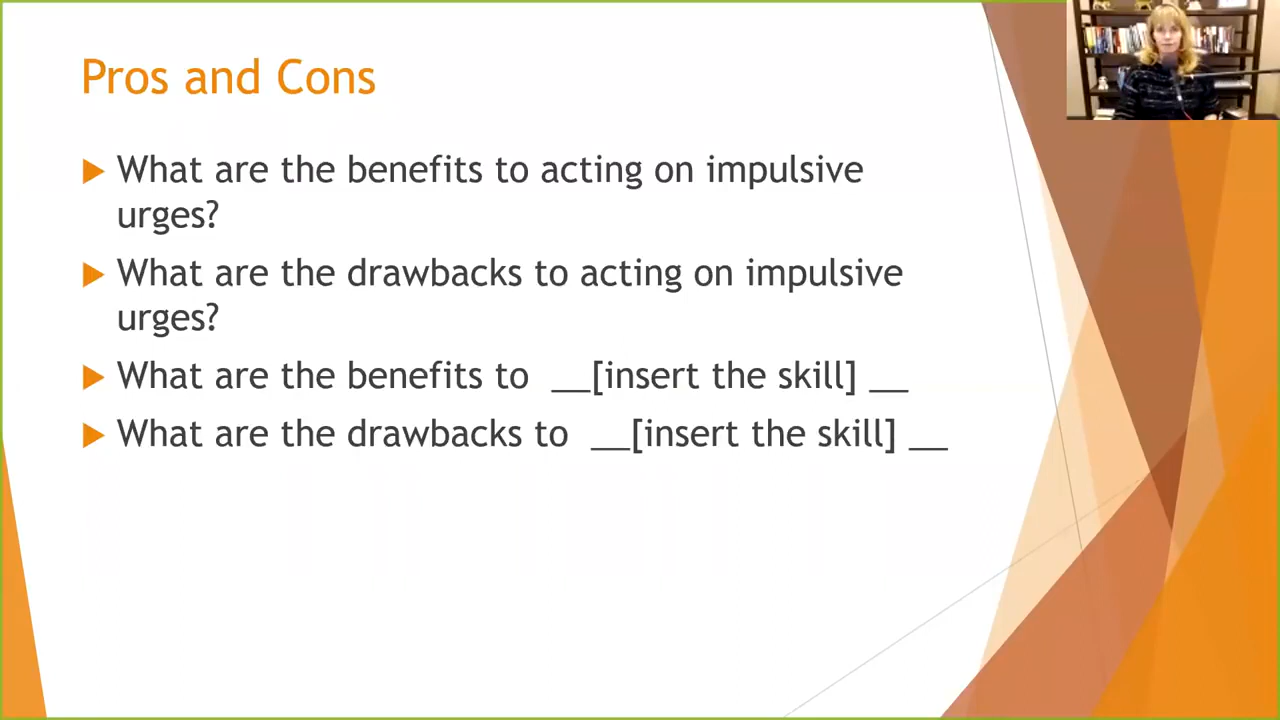 Pros and Cons
What are the benefits to acting on impulsive
urges?
What are the drawbacks to acting on impulsive
urges?
What are the benefits to __[insert the skill] __
What are the drawbacks to __[insert the skill] __